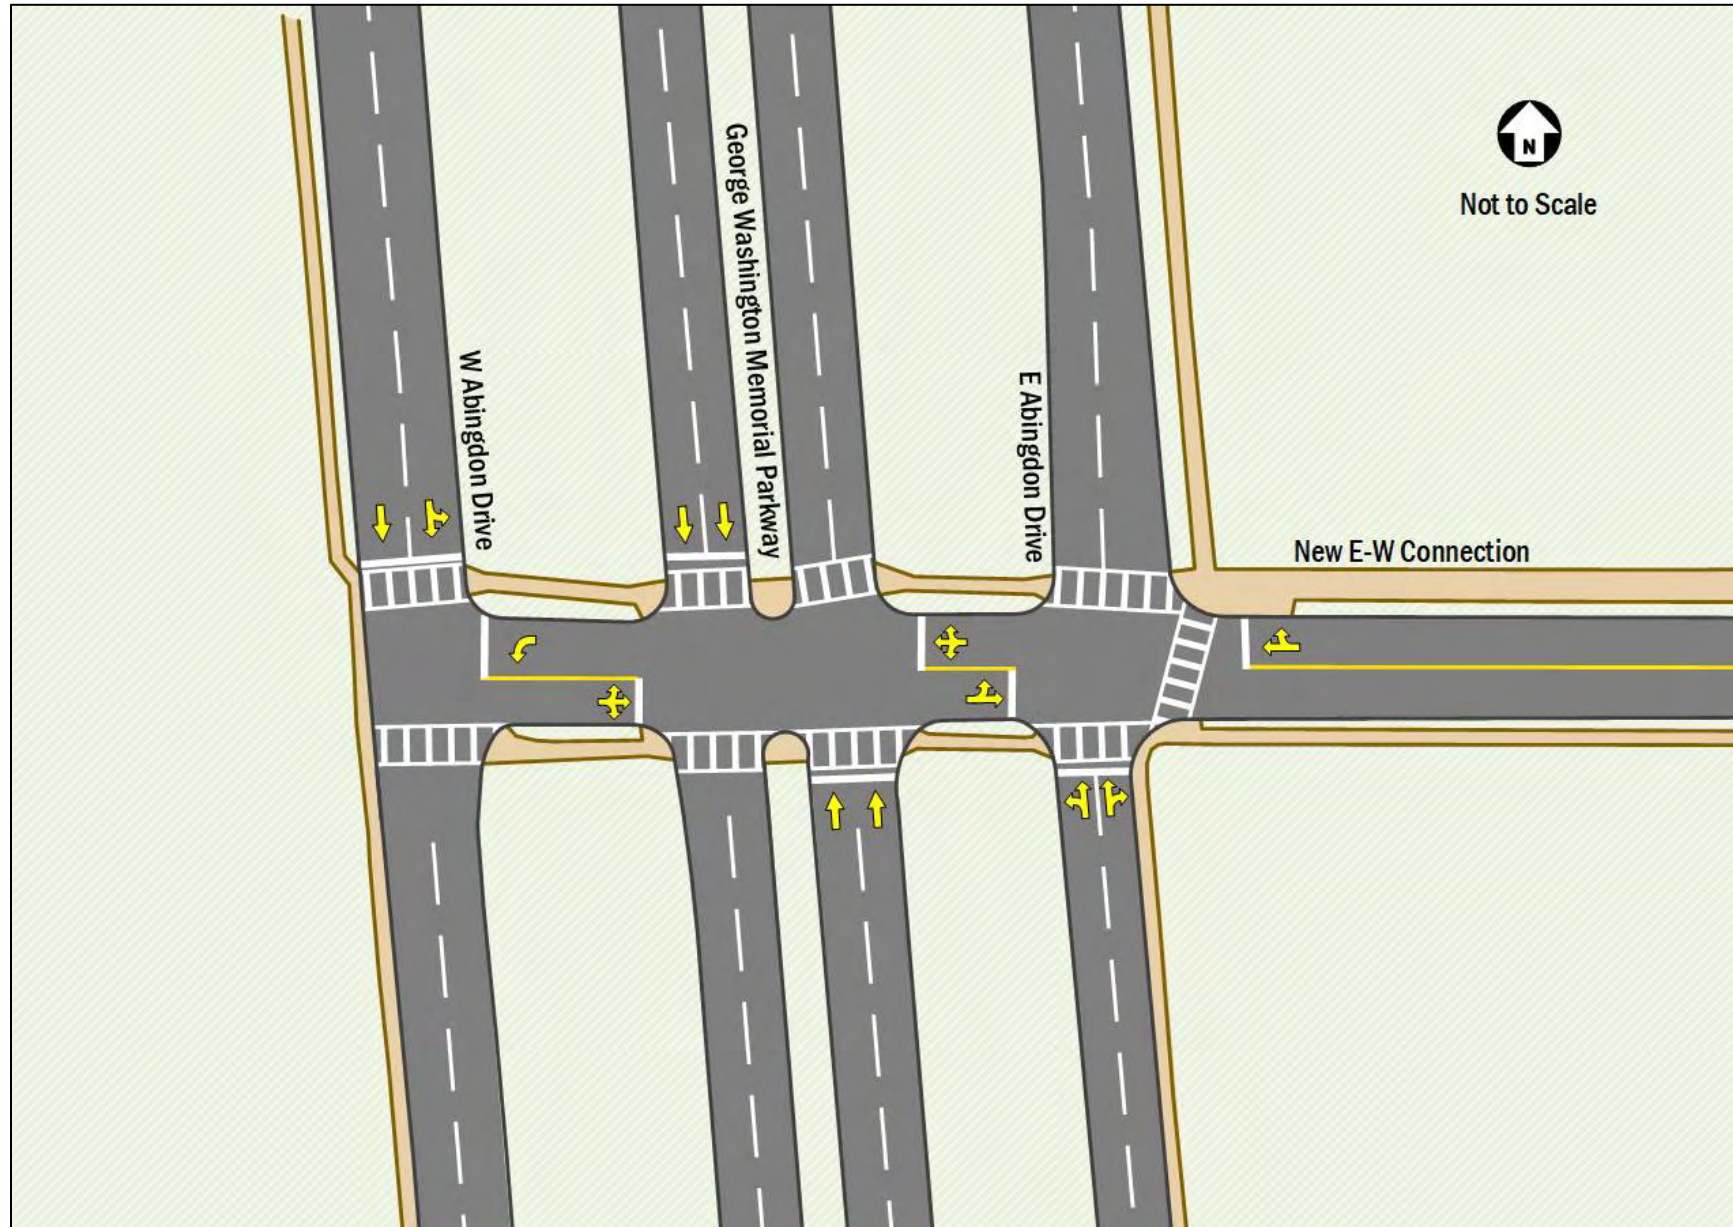 George Washington Memorial Parkway
N
Not to Scale
W Abingdon Drive
E Abingdon Drive
New E-W Connection